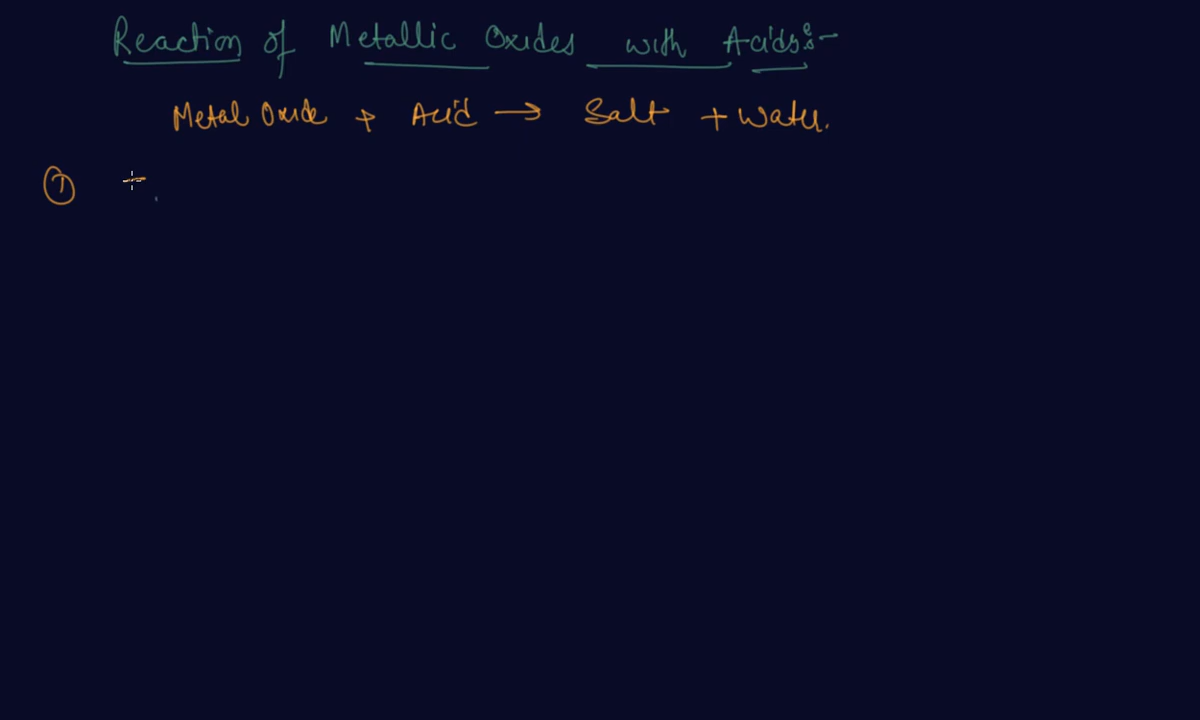 Reaction of Metallic Oxides with Acids:-
Metal Oxide + Acid → Salt + Water.
①